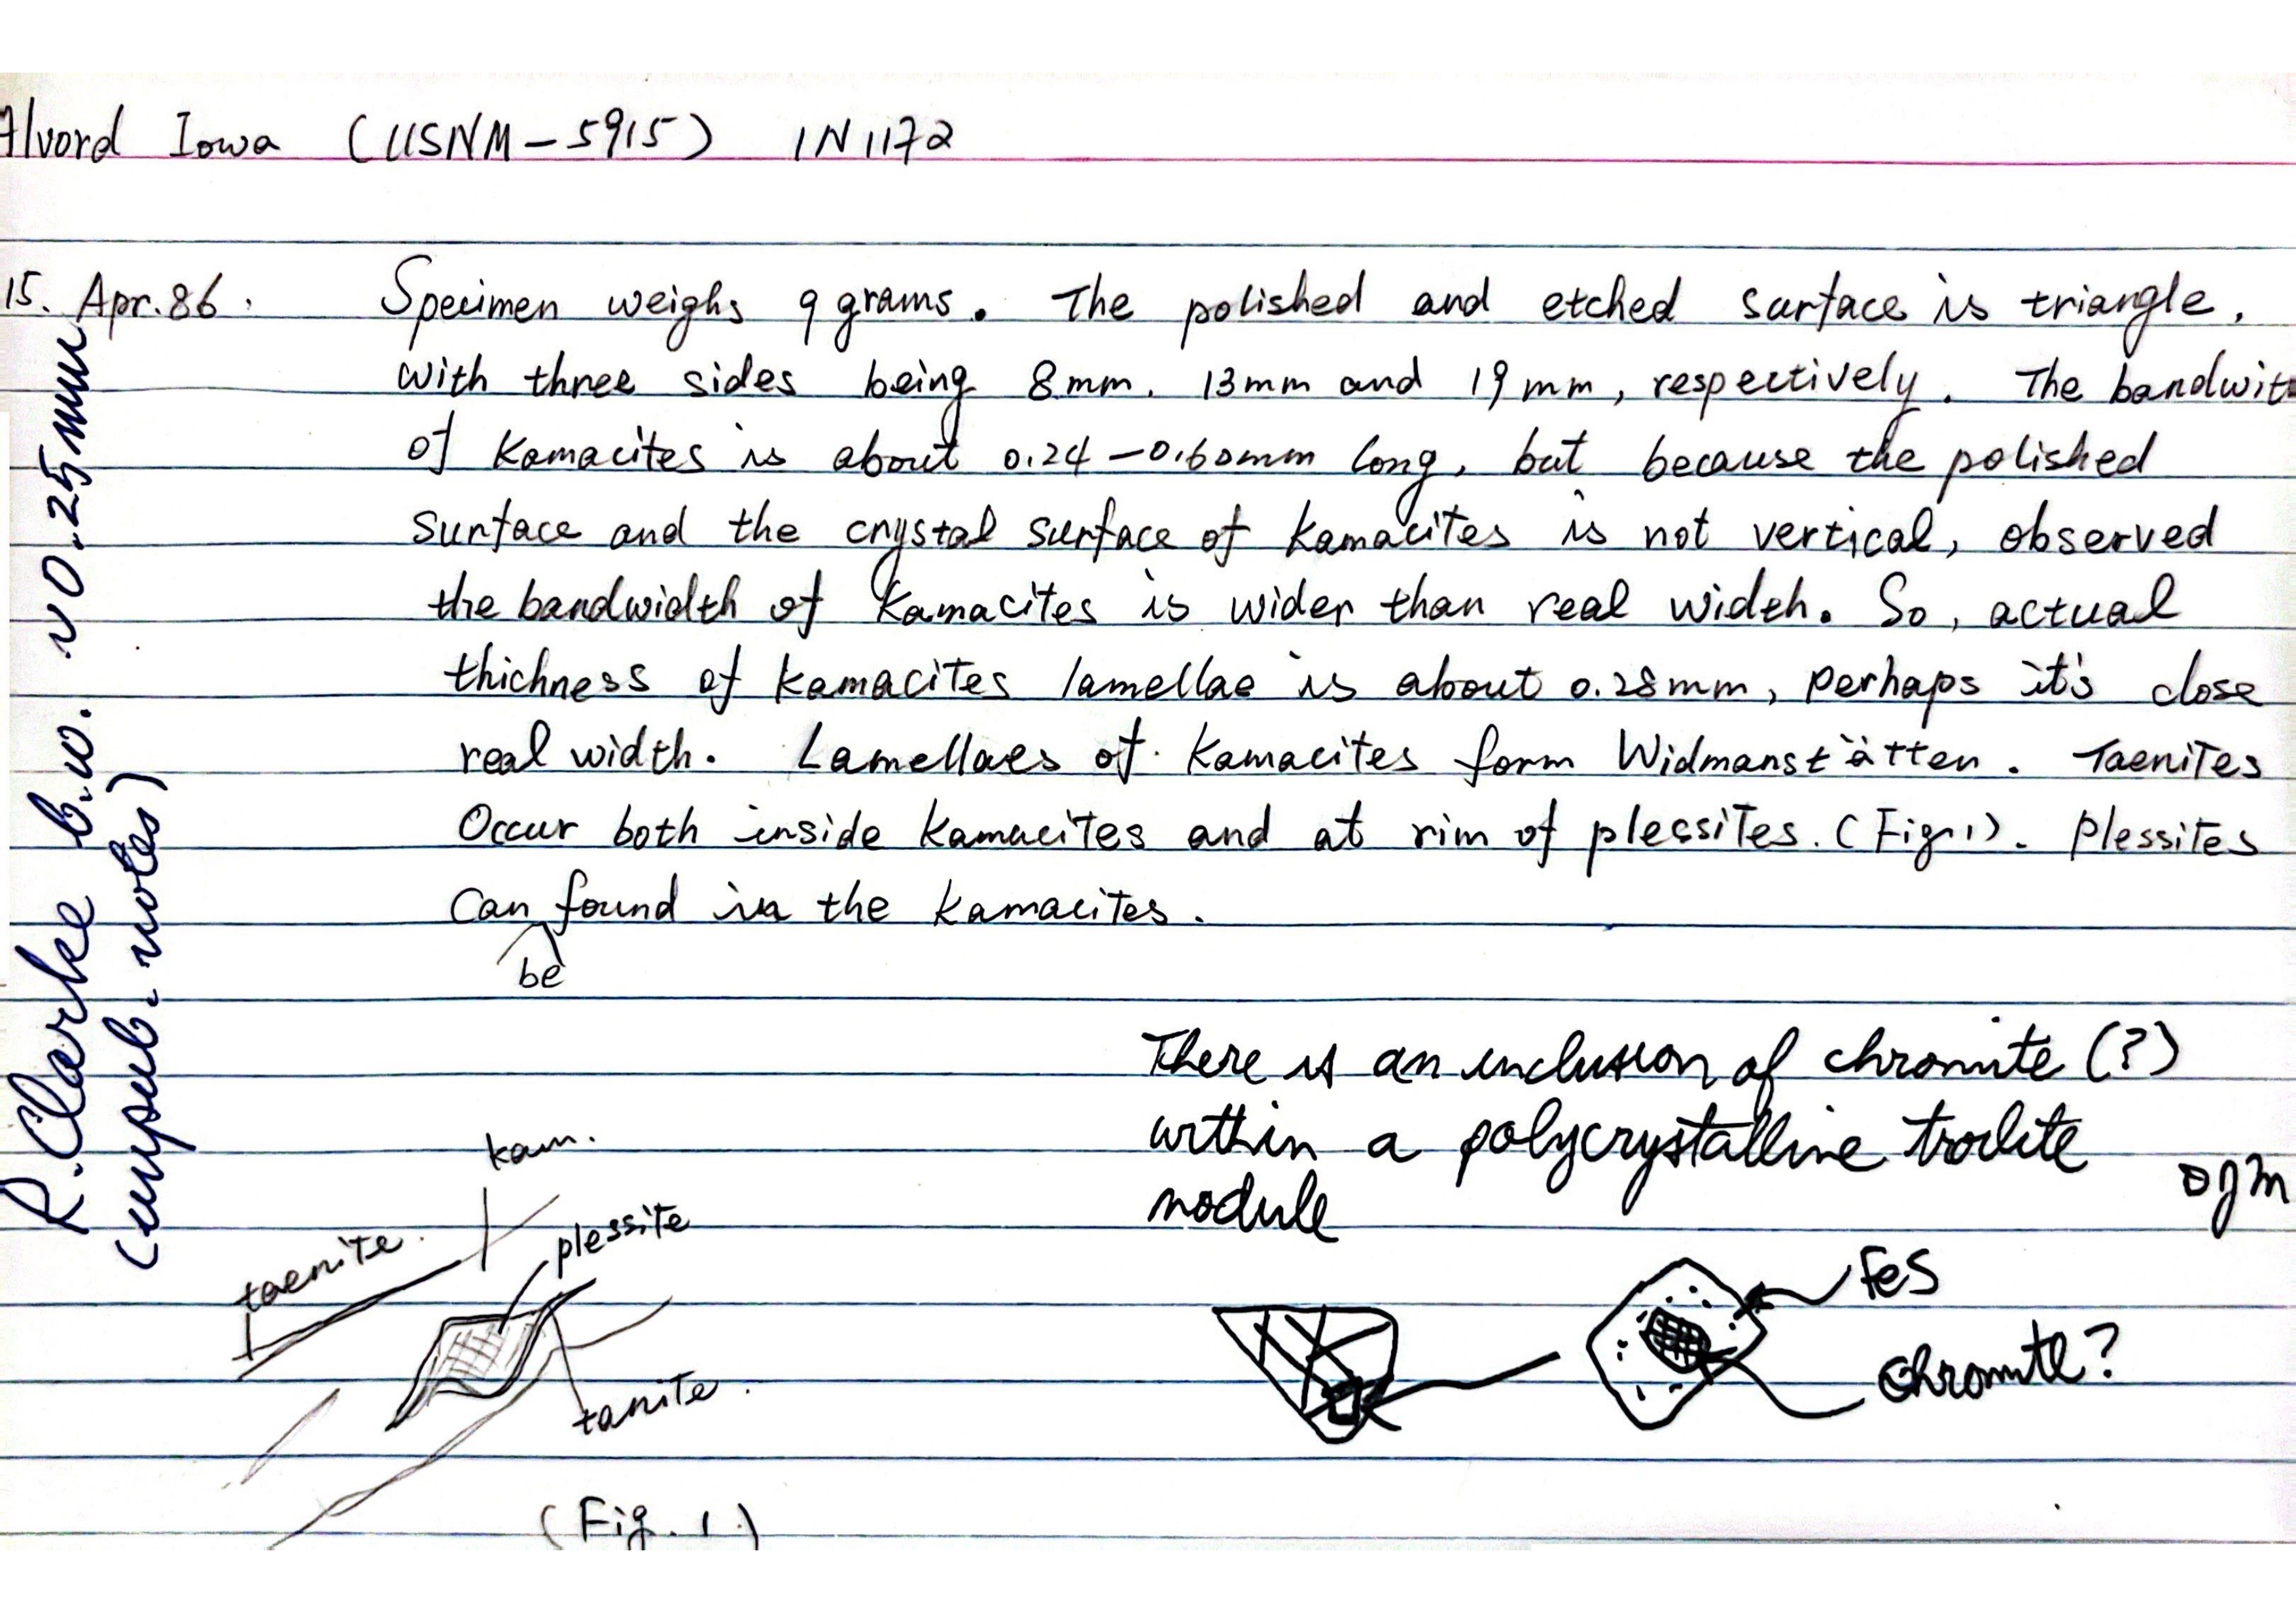 Alvord Iowa (USNM-5915) IN1172
15. Apr. 86. Specimen weighs 9 grams. The polished and etched surface is triangle,
with three sides being 8mm. 13mm and 19mm, respectively. The bandwit
of Kamacites is about 0.24-0.60mm long, but because the polished
surface and the crystal surface of Kamacites is not vertical, observed
the bandwidth of Kamacites is wider than real width. So, actual
thichness of Kamacites lamellae is about 0.28mm, perhaps it's close
real width. Lamellaes of Kamacites form Widmanstätten. Taenites
Occur both inside Kamacites and at rim of plessites. (Fig. 1). Plessites
Can found in the Kamacites.
be
R. Clarke b.w. ~0.25mm
(unpub. notes)
There is an inclusion of chromite (?)
within a polycrystalline troilite
nodule
kam.
plessite
taenite.
tanite.
(Fig. 1.)
FeS
Chromite?